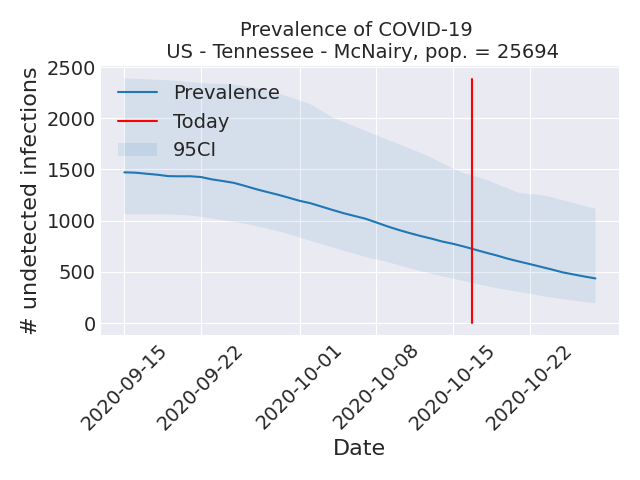 Prevalence of COVID-19
US - Tennessee - McNairy, pop. = 25694
# undetected infections
2500
2000
1500
1000
500
0
Prevalence
Today
95CI
2020-09-15
2020-09-22
2020-10-01
2020-10-08
2020-10-15
2020-10-22
Date